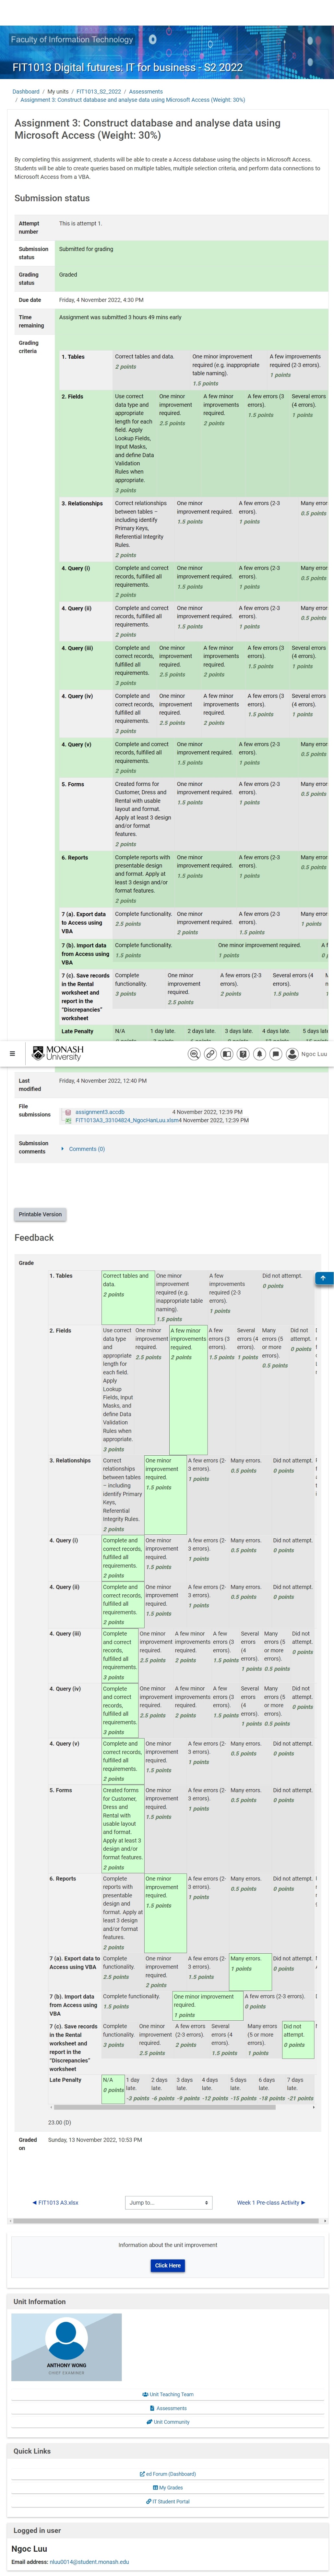 Faculty of Information Technology
FIT1013 Digital futures: IT for business - S2 2022
Dashboard / My units / FIT1013_S2_2022 / Assessments
/ Assignment 3: Construct database and analyse data using Microsoft Access (Weight: 30%)
Assignment 3: Construct database and analyse data using
Microsoft Access (Weight: 30%)
By completing this assignment, students will be able to create a Access database using the objects in Microsoft Access.
Students will be able to create queries based on multiple tables, multiple selection criteria, and perform data connections to
Microsoft Access from a VBA.
Submission status
Attempt
number
This is attempt 1.
Submission
status
Submitted for grading
Grading
status
Graded
Due date
Friday, 4 November 2022, 4:30 PM
Time
remaining
Assignment was submitted 3 hours 49 mins early
Grading
criteria
1. Tables
Correct tables and data.
2 points
One minor improvement
required (e.g. inappropriate
table naming).
1.5 points
A few improvements
required (2-3 errors).
1 points
2. Fields
Use correct
data type and
appropriate
length for each
field. Apply
Lookup Fields,
Input Masks,
and define Data
Validation
Rules when
appropriate.
3 points
One minor
improvement
required.
2.5 points
A few minor
improvements
required.
2 points
A few errors (3
errors).
1.5 points
Several errors
(4 errors).
1 points
3. Relationships
Correct relationships
between tables –
including identify
Primary Keys,
Referential Integrity
Rules.
2 points
One minor
improvement required.
1.5 points
A few errors (2-3
errors).
1 points
Many error
0.5 points
4. Query (i)
Complete and correct
records, fulfilled all
requirements.
2 points
One minor
improvement required.
1.5 points
A few errors (2-3
errors).
1 points
Many error
0.5 points
4. Query (ii)
Complete and correct
records, fulfilled all
requirements.
2 points
One minor
improvement required.
1.5 points
A few errors (2-3
errors).
1 points
Many error
0.5 points
4. Query (iii)
Complete and
correct records,
fulfilled all
requirements.
3 points
One minor
improvement
required.
2.5 points
A few minor
improvements
required.
2 points
A few errors (3
errors).
1.5 points
Several errors
(4 errors).
1 points
4. Query (iv)
Complete and
correct records,
fulfilled all
requirements.
3 points
One minor
improvement
required.
2.5 points
A few minor
improvements
required.
2 points
A few errors (3
errors).
1.5 points
Several errors
(4 errors).
1 points
4. Query (v)
Complete and correct
records, fulfilled all
requirements.
2 points
One minor
improvement required.
1.5 points
A few errors (2-3
errors).
1 points
Many error
0.5 points
5. Forms
Created forms for
Customer, Dress and
Rental with usable
layout and format.
Apply at least 3 design
and/or format
features.
2 points
One minor
improvement required.
1.5 points
A few errors (2-3
errors).
1 points
Many error
0.5 points
6. Reports
Complete reports with
presentable design
and format. Apply at
least 3 design and/or
format features.
2 points
One minor
improvement required.
1.5 points
A few errors (2-3
errors).
1 points
Many error
0.5 points
7 (a). Export data
to Access using
VBA
Complete functionality.
2.5 points
One minor
improvement required.
2 points
A few errors (2-3
errors).
1.5 points
Many error
1 points
7 (b). Import data
from Access using
VBA
Complete functionality.
1.5 points
One minor improvement required.
1 points
A f
0 p
7 (c). Save records
in the Rental
worksheet and
report in the
"Discrepancies"
worksheet
Complete
functionality.
3 points
One minor
improvement
required.
2.5 points
A few errors (2-3
errors).
2 points
Several errors (4
errors).
1.5 points
Late Penalty
N/A
1 day late.
2 days late.
3 days late.
4 days late.
5 days late
MONASH
University
Ngoc Luu
Last
modified
Friday, 4 November 2022, 12:40 PM
File
submissions
assignment3.accdb
4 November 2022, 12:39 PM
FIT1013A3_33104824_NgocHanLuu.xlsm
4 November 2022, 12:39 PM
Submission
comments
Comments (0)
Printable Version
Feedback
Grade
1. Tables
Correct tables and
data.
2 points
One minor
improvement
required (e.g.
inappropriate table
naming).
1.5 points
A few
improvements
required (2-3
errors).
1 points
Did not attempt.
0 points
2. Fields
Use correct
data type
and
appropriate
length for
each field.
Apply
Lookup
Fields, Input
Masks, and
define Data
Validation
Rules when
appropriate.
3 points
One minor
improvement
required.
2.5 points
A few minor
improvements
required.
2 points
A few
errors (3
errors).
1.5 points
Several
errors (4
errors).
1 points
Many
errors (5
or more
errors).
0.5 points
Did not
attempt.
0 points
3. Relationships
Correct
relationships
between tables
– including
identify Primary
Keys,
Referential
Integrity Rules.
2 points
One minor
improvement
required.
1.5 points
A few errors (2-
3 errors).
1 points
Many errors.
0.5 points
Did not attempt.
0 points
4. Query (i)
Complete and
correct records,
fulfilled all
requirements.
2 points
One minor
improvement
required.
1.5 points
A few errors (2-
3 errors).
1 points
Many errors.
0.5 points
Did not attempt.
0 points
4. Query (ii)
Complete and
correct records,
fulfilled all
requirements.
2 points
One minor
improvement
required.
1.5 points
A few errors (2-
3 errors).
1 points
Many errors.
0.5 points
Did not attempt.
0 points
4. Query (iii)
Complete
and correct
records,
fulfilled all
requirements.
3 points
One minor
improvement
required.
2.5 points
A few minor
improvements
required.
2 points
A few
errors (3
errors).
1.5 points
Several
errors
(4
errors).
1 points
Many
errors (5
or more
errors).
0.5 points
Did not
attempt.
0 points
4. Query (iv)
Complete
and correct
records,
fulfilled all
requirements.
3 points
One minor
improvement
required.
2.5 points
A few minor
improvements
required.
2 points
A few
errors (3
errors).
1.5 points
Several
errors
(4
errors).
1 points
Many
errors (5
or more
errors).
0.5 points
Did not
attempt.
0 points
4. Query (v)
Complete and
correct records,
fulfilled all
requirements.
2 points
One minor
improvement
required.
1.5 points
A few errors (2-
3 errors).
1 points
Many errors.
0.5 points
Did not attempt.
0 points
5. Forms
Created forms
for Customer,
Dress and
Rental with
usable layout
and format.
Apply at least 3
design and/or
format features.
2 points
One minor
improvement
required.
1.5 points
A few errors (2-
3 errors).
1 points
Many errors.
0.5 points
Did not attempt.
0 points
6. Reports
Complete
reports with
presentable
design and
format. Apply at
least 3 design
and/or format
features.
2 points
One minor
improvement
required.
1.5 points
A few errors (2-
3 errors).
1 points
Many errors.
0.5 points
Did not attempt.
0 points
7 (a). Export data to
Access using VBA
Complete
functionality.
2.5 points
One minor
improvement
required.
2 points
A few errors (2-
3 errors).
1.5 points
Many errors.
1 points
Did not attempt.
0 points
7 (b). Import data
from Access using
VBA
Complete functionality.
1.5 points
One minor improvement
required.
1 points
A few errors (2-3 errors).
0 points
7 (c). Save records
in the Rental
worksheet and
report in the
"Discrepancies"
worksheet
Complete
functionality.
3 points
One minor
improvement
required.
2.5 points
A few errors
(2-3 errors).
2 points
Several
errors (4
errors).
1.5 points
Many errors
(5 or more
errors).
1 points
Did not
attempt.
0 points
Late Penalty
N/A
0 points
1 day
late.
-3 points
2 days
late.
-6 points
3 days
late.
-9 points
4 days
late.
-12 points
5 days
late.
-15 points
6 days
late.
-18 points
7 days
late.
-21 points
23.00 (D)
Graded
on
Sunday, 13 November 2022, 10:53 PM
◀ FIT1013 A3.xlsx
Jump to...
Week 1 Pre-class Activity ▶
Information about the unit improvement
Click Here
Unit Information
ANTHONY WONG
CHIEF EXAMINER
Unit Teaching Team
Assessments
Unit Community
Quick Links
ed Forum (Dashboard)
My Grades
IT Student Portal
Logged in user
Ngoc Luu
Email address: nluu0014@student.monash.edu